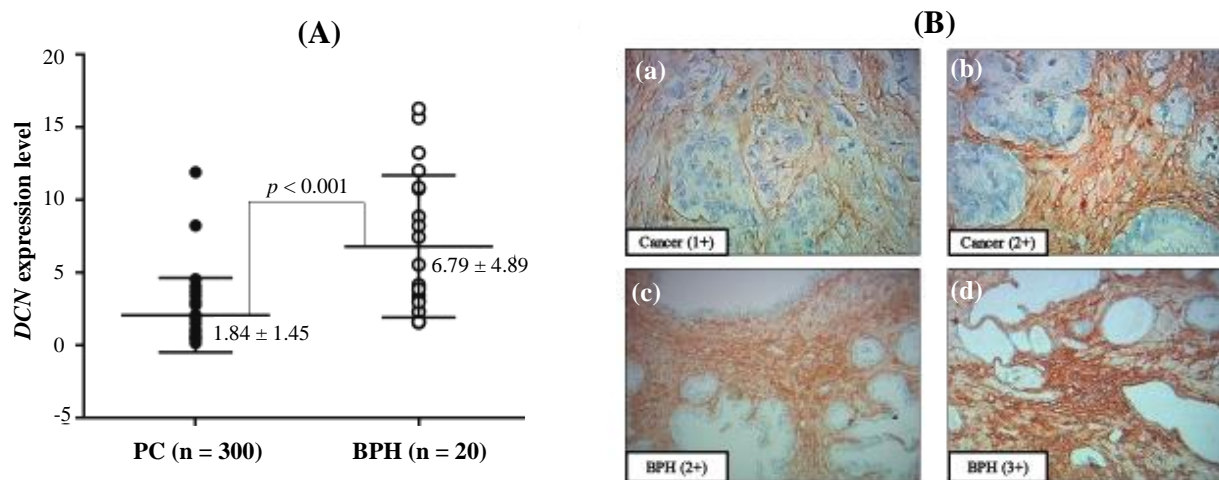 (A)
DCN expression level
20
15
10
5
0
-5
p < 0.001
1.84 ± 1.45
6.79 ± 4.89
PC (n = 300)
BPH (n = 20)
(B)
(a)
Cancer (1+)
(b)
Cancer (2+)
(c)
BPH (2+)
(d)
BPH (3+)